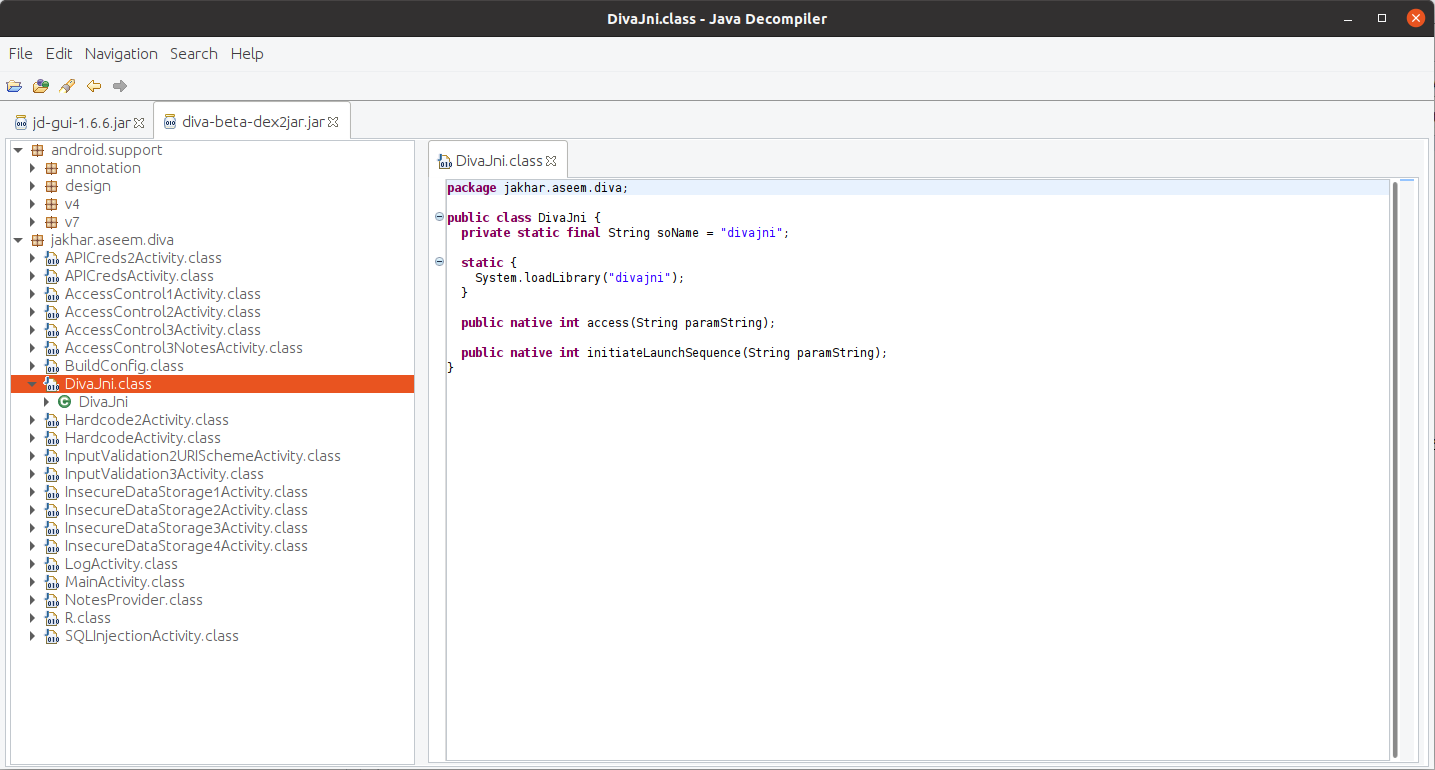 DivaJni.class - Java Decompiler
File Edit Navigation Search Help
jd-gui-1.6.6.jar
diva-beta-dex2jar.jar
android.support
annotation
design
v4
v7
jakhar.aseem.diva
APICreds2Activity.class
APICredsActivity.class
AccessControl1Activity.class
AccessControl2Activity.class
AccessControl3Activity.class
AccessControl3NotesActivity.class
BuildConfig.class
DivaJni.class
DivaJni
Hardcode2Activity.class
HardcodeActivity.class
InputValidation2URISchemeActivity.class
InputValidation3Activity.class
InsecureDataStorage1Activity.class
InsecureDataStorage2Activity.class
InsecureDataStorage3Activity.class
InsecureDataStorage4Activity.class
LogActivity.class
MainActivity.class
NotesProvider.class
R.class
SQLInjectionActivity.class
DivaJni.class
package jakhar.aseem.diva;
public class DivaJni {
private static final String soName = "divajni";
static {
System.loadLibrary("divajni");
}
public native int access(String paramString);
public native int initiateLaunchSequence(String paramString);
}